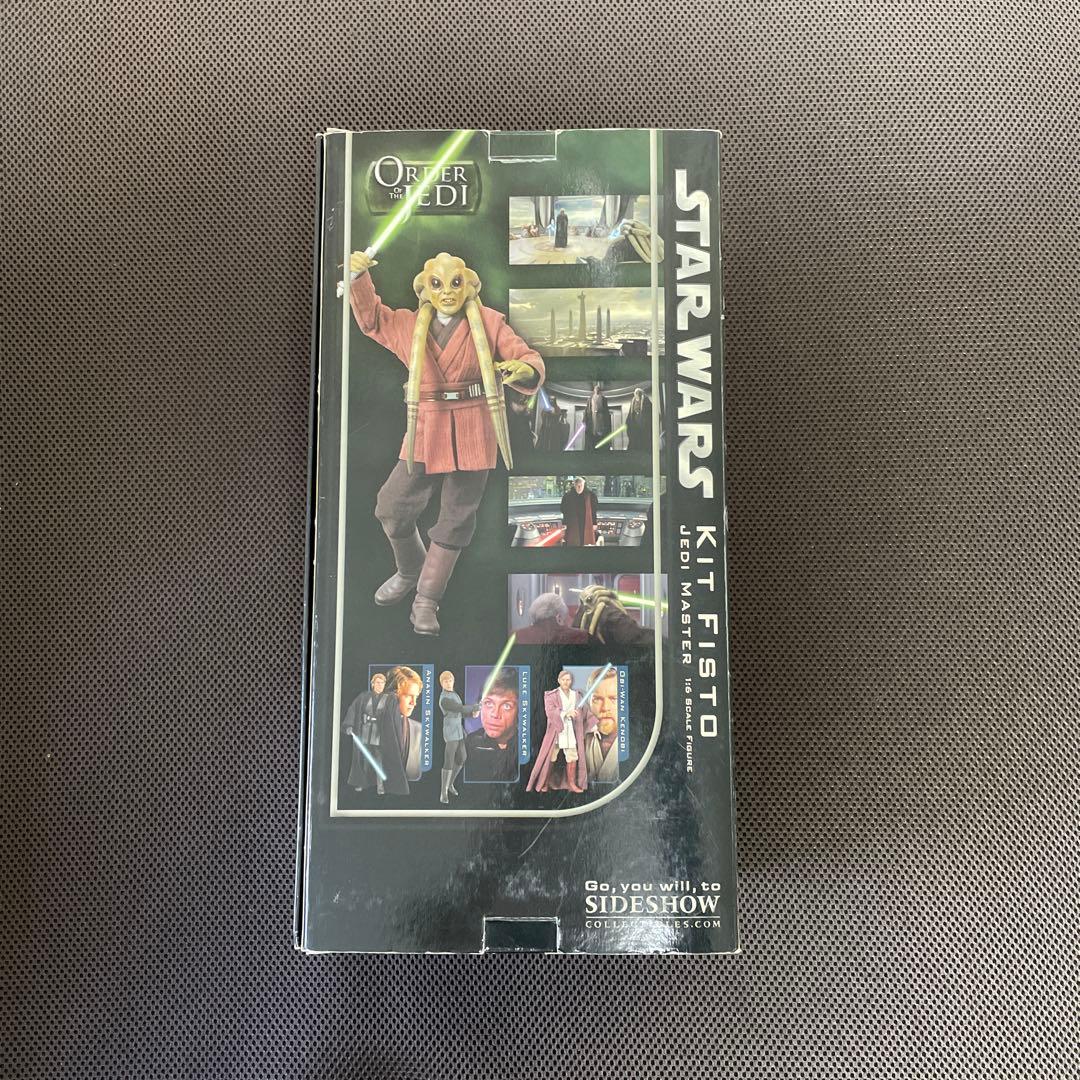 ORDER
OF THE
JEDI
STAR WARS
KIT FISTO
JEDI MASTER 1:6 SCALE FIGURE
ANAKIN SKYWALKER
LUKE SKYWALKER
OBI-WAN KENOBI
Go, you will, to
SIDESHOW
COLLECTIBLES.COM